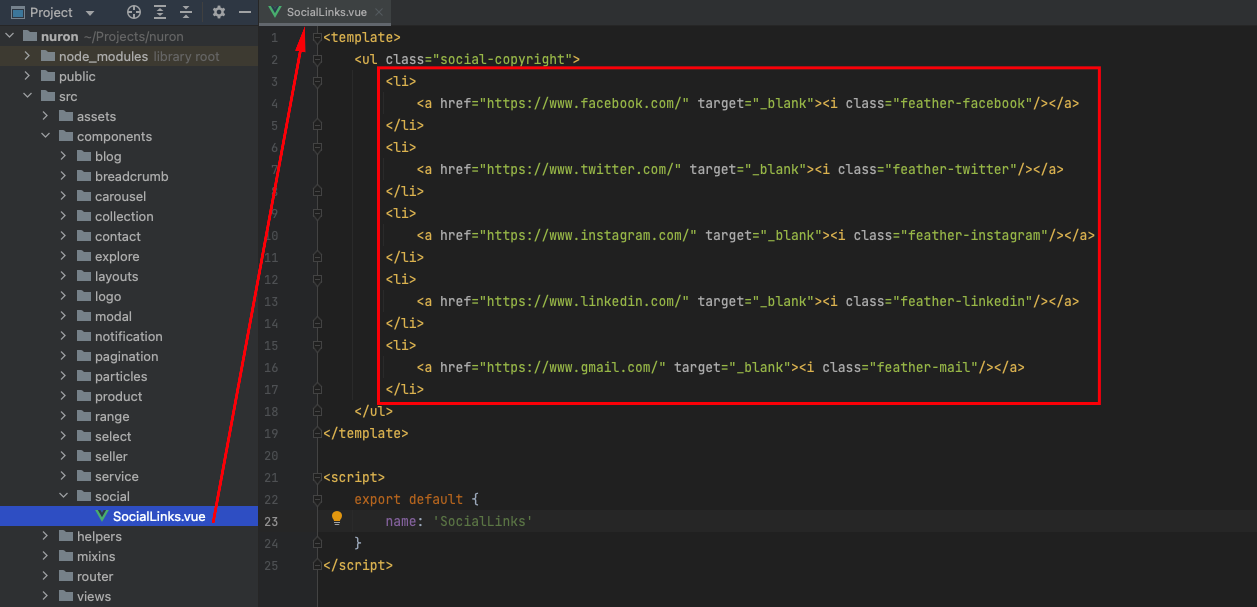 Project
SocialLinks.vue
nuron ~/Projects/nuron
node_modules library root
public
src
assets
components
blog
breadcrumb
carousel
collection
contact
explore
layouts
logo
modal
notification
pagination
particles
product
range
select
seller
service
social
SocialLinks.vue
helpers
mixins
router
views
1 <template>
2 <ul class="social-copyright">
3 <li>
4 <a href="https://www.facebook.com/" target="_blank"><i class="feather-facebook"/></a>
5 </li>
6 <li>
7 <a href="https://www.twitter.com/" target="_blank"><i class="feather-twitter"/></a>
8 </li>
9 <li>
10 <a href="https://www.instagram.com/" target="_blank"><i class="feather-instagram"/></a>
11 </li>
12 <li>
13 <a href="https://www.linkedin.com/" target="_blank"><i class="feather-linkedin"/></a>
14 </li>
15 <li>
16 <a href="https://www.gmail.com/" target="_blank"><i class="feather-mail"/></a>
17 </li>
18 </ul>
19 </template>
20
21 <script>
22 export default {
23 name: 'SocialLinks'
24 }
25 </script>